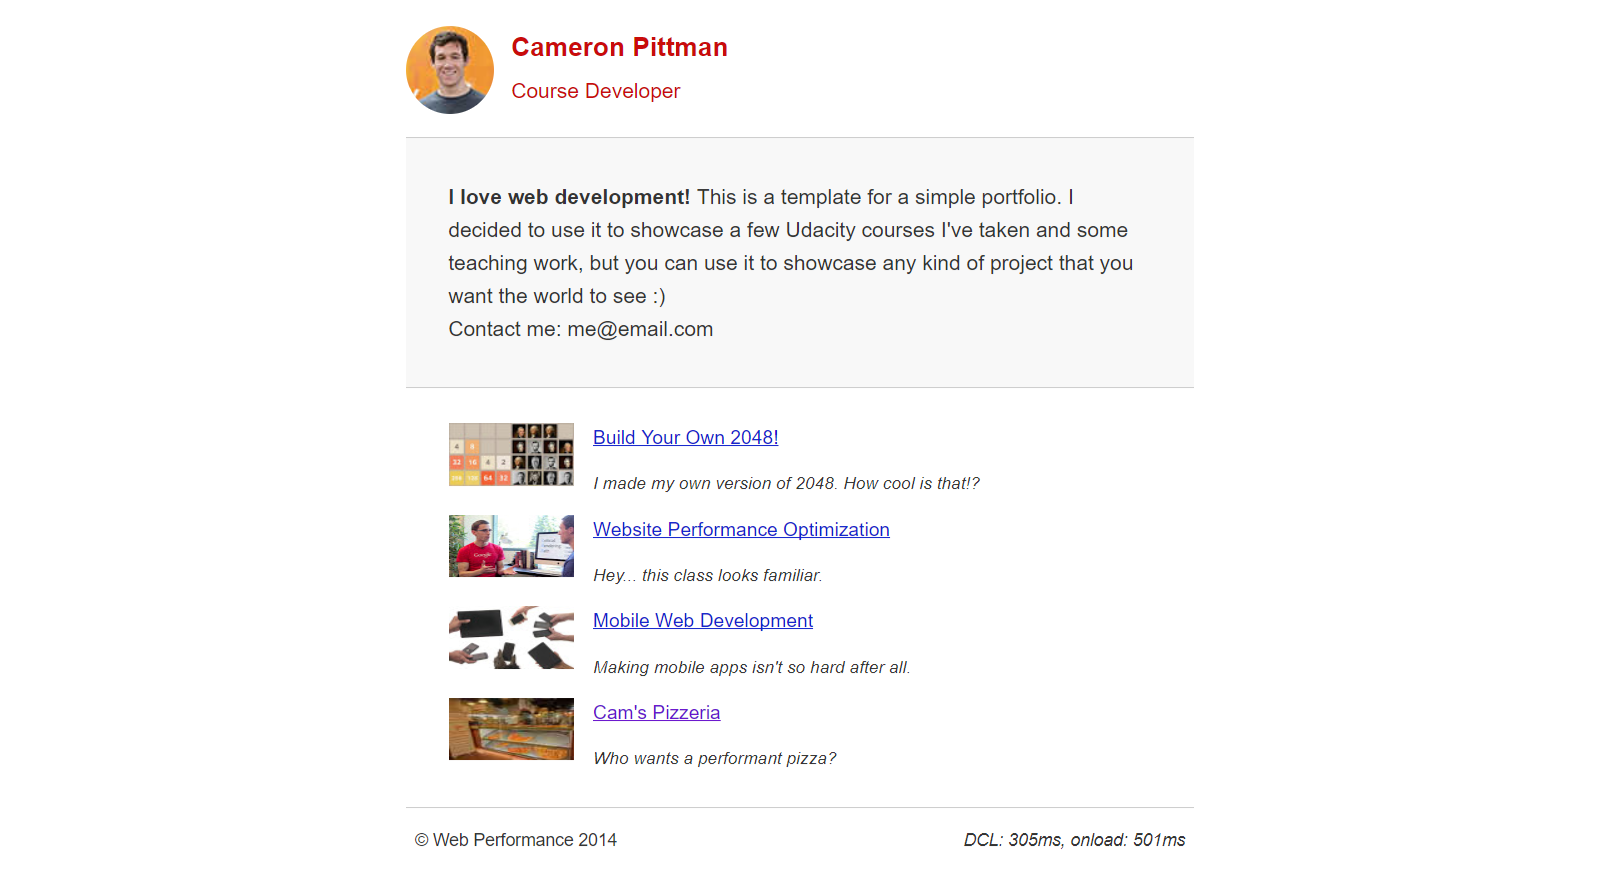 Cameron Pittman
Course Developer
I love web development! This is a template for a simple portfolio. I
decided to use it to showcase a few Udacity courses I've taken and some
teaching work, but you can use it to showcase any kind of project that you
want the world to see :)
Contact me: me@email.com
Build Your Own 2048!
I made my own version of 2048. How cool is that!?
Website Performance Optimization
Hey... this class looks familiar.
Mobile Web Development
Making mobile apps isn't so hard after all.
Cam's Pizzeria
Who wants a performant pizza?
© Web Performance 2014
DCL: 305ms, onload: 501ms